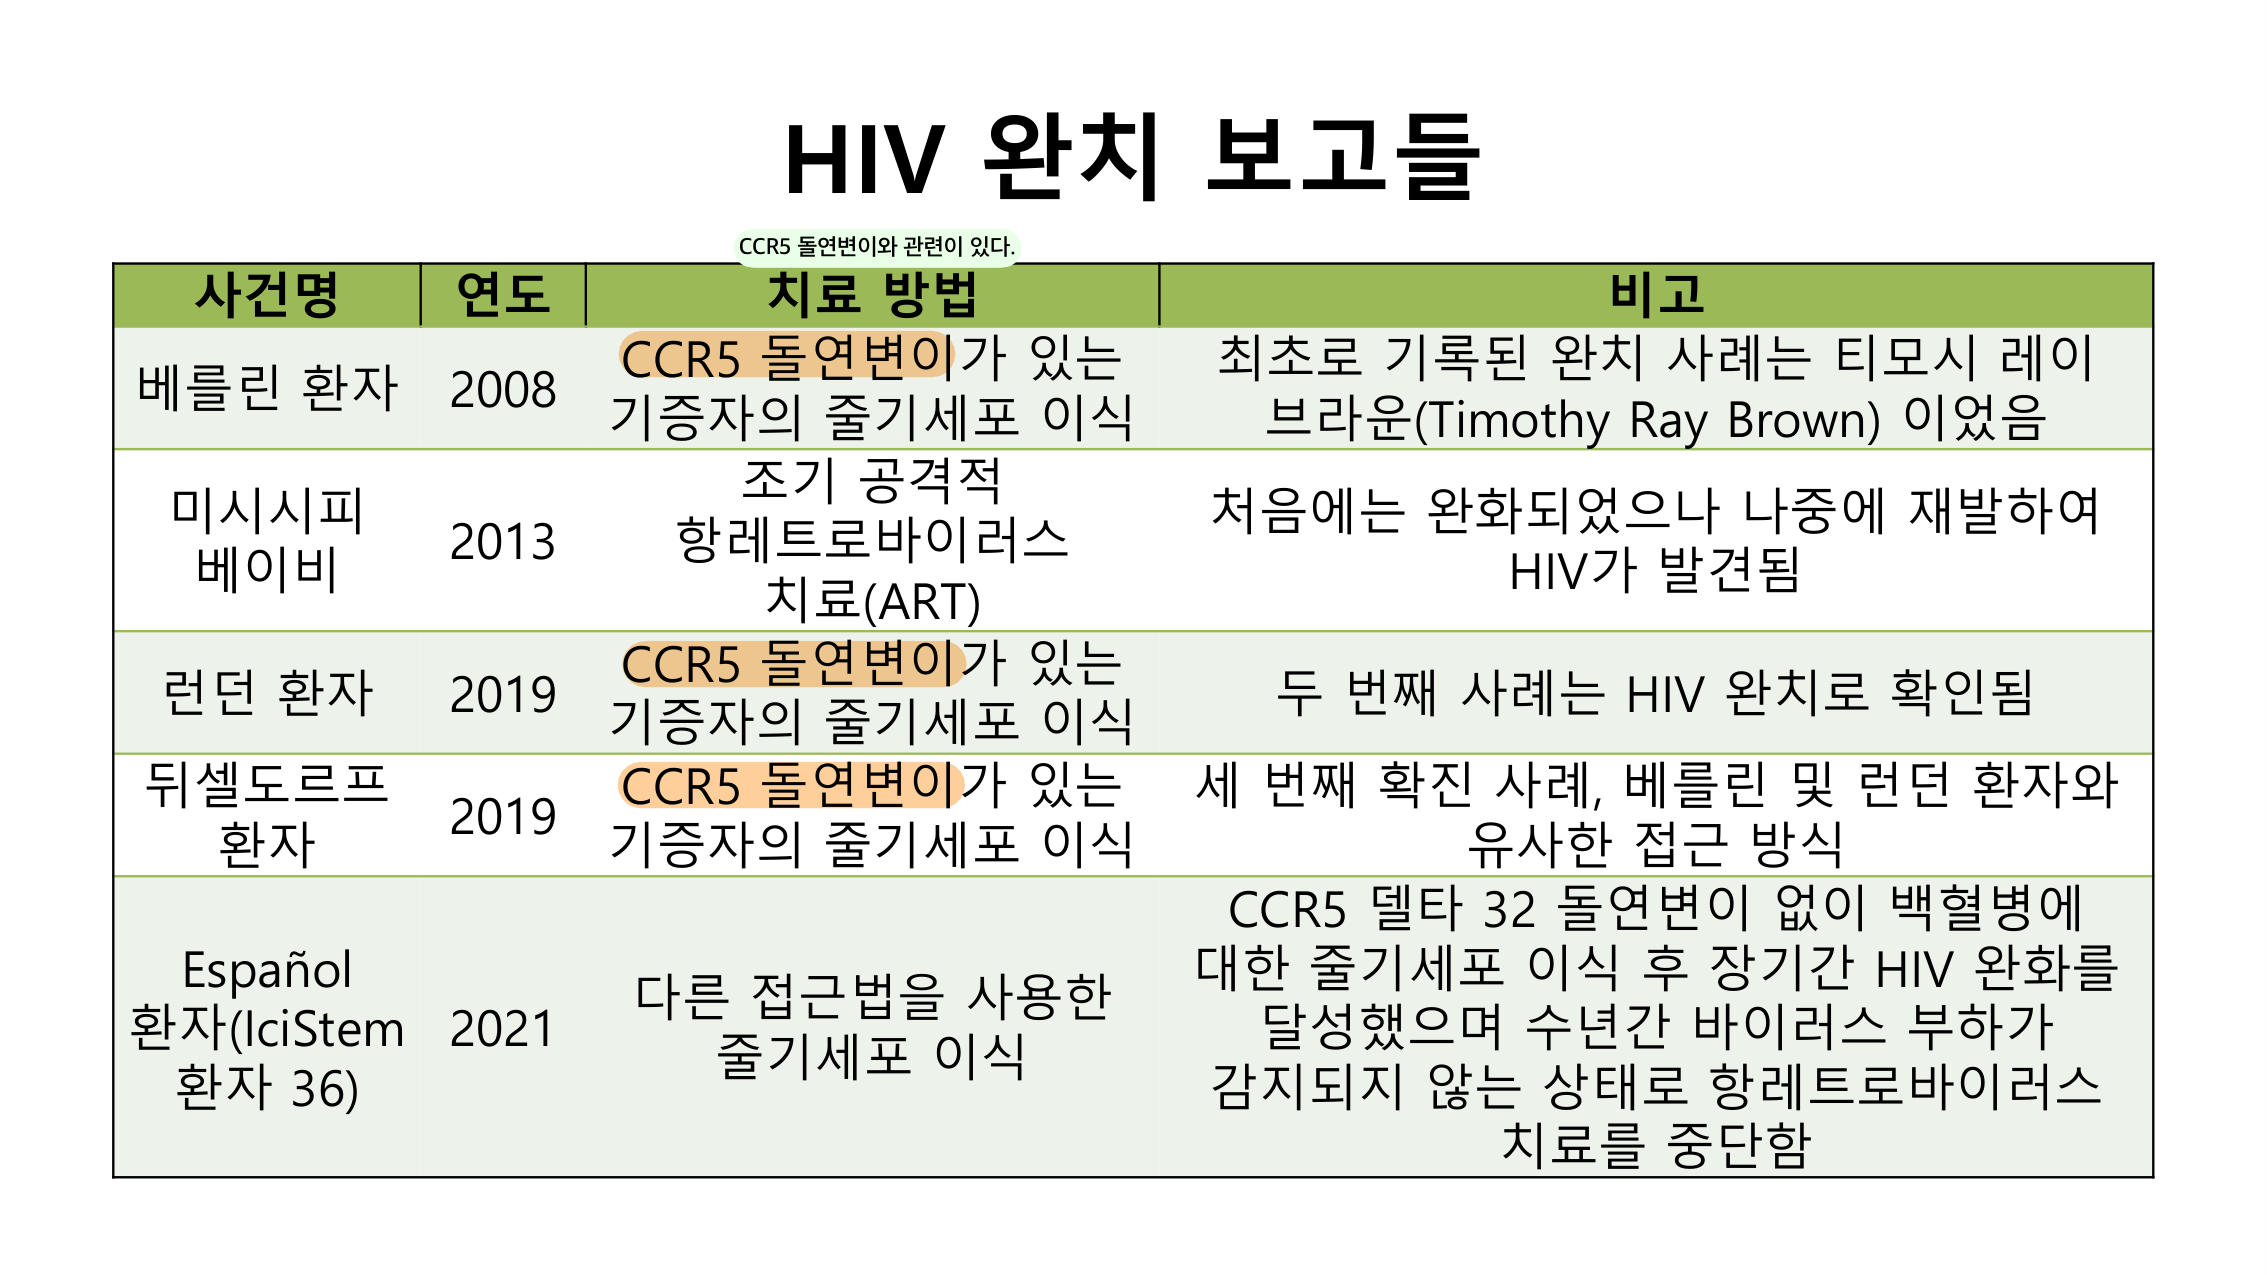 HIV 완치 보고들
CCR5 돌연변이와 관련이 있다.
사건명 연도 치료 방법 비고
베를린 환자
2008
CCR5 돌연변이가 있는
기증자의 줄기세포 이식
최초로 기록된 완치 사례는 티모시 레이
브라운(Timothy Ray Brown) 이었음
미시시피
베이비
2013
조기 공격적
항레트로바이러스
치료(ART)
처음에는 완화되었으나 나중에 재발하여
HIV가 발견됨
런던 환자
2019
CCR5 돌연변이가 있는
기증자의 줄기세포 이식
두 번째 사례는 HIV 완치로 확인됨
뒤셀도르프
환자
2019
CCR5 돌연변이가 있는
기증자의 줄기세포 이식
세 번째 확진 사례, 베를린 및 런던 환자와
유사한 접근 방식
Español
환자(IciStem
환자 36)
2021
다른 접근법을 사용한
줄기세포 이식
CCR5 델타 32 돌연변이 없이 백혈병에
대한 줄기세포 이식 후 장기간 HIV 완화를
달성했으며 수년간 바이러스 부하가
감지되지 않는 상태로 항레트로바이러스
치료를 중단함